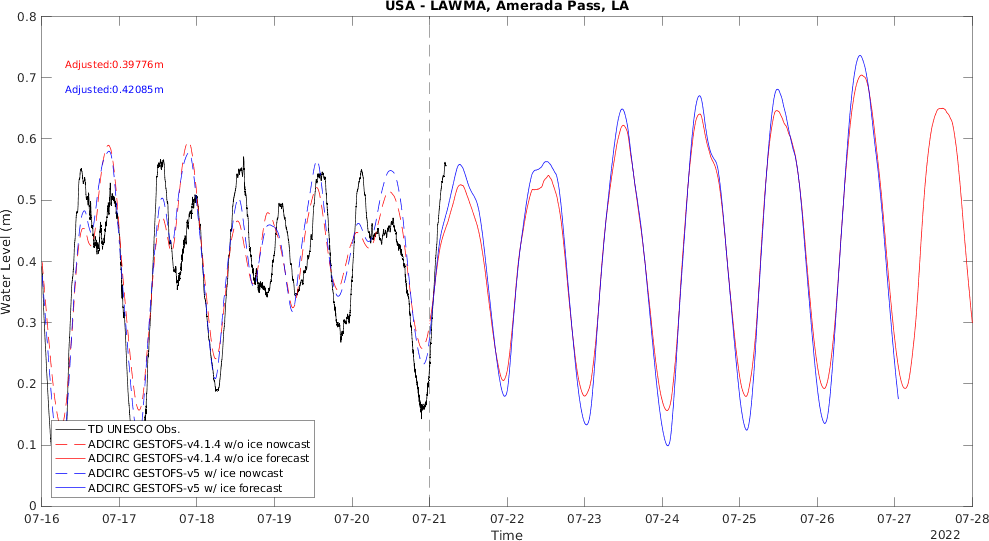 USA - LAWMA, Amerada Pass, LA
0.8
0.7
0.6
0.5
0.4
0.3
0.2
0.1
0
Water Level (m)
Adjusted:0.39776m
Adjusted:0.42085m
TD UNESCO Obs.
ADCIRC GESTOFS-v4.1.4 w/o ice nowcast
ADCIRC GESTOFS-v4.1.4 w/o ice forecast
ADCIRC GESTOFS-v5 w/ ice nowcast
ADCIRC GESTOFS-v5 w/ ice forecast
07-16 07-17 07-18 07-19 07-20 07-21 07-22 07-23 07-24 07-25 07-26 07-27 07-28
Time
2022